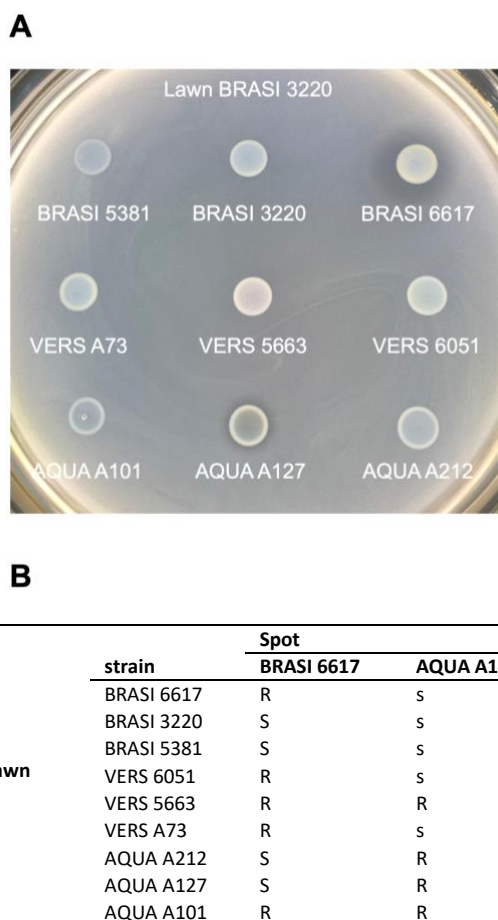 A
Lawn BRASI 3220
BRASI 5381 BRASI 3220 BRASI 6617
VERS A73 VERS 5663 VERS 6051
AQUA A101 AQUA A127 AQUA A212
B
Spot
strain BRASI 6617 AQUA A1
BRASI 6617 R s
BRASI 3220 S s
BRASI 5381 S s
awn VERS 6051 R s
VERS 5663 R R
VERS A73 R s
AQUA A212 S R
AQUA A127 S R
AQUA A101 R R